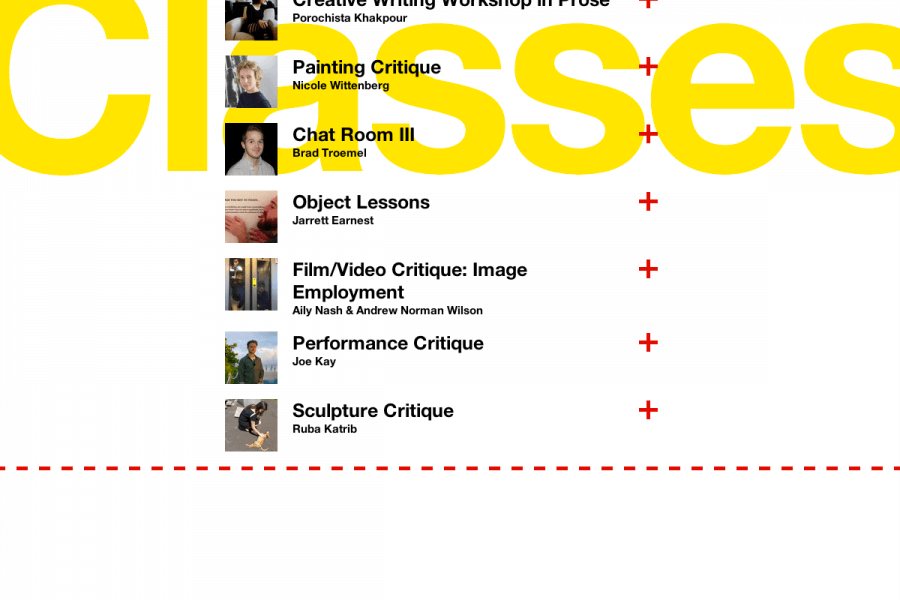 Classes
Creative Writing Workshop in Prose
Porochista Khakpour
Painting Critique
Nicole Wittenberg
Chat Room III
Brad Troemel
Object Lessons
Jarrett Earnest
Film/Video Critique: Image
Employment
Aily Nash & Andrew Norman Wilson
Performance Critique
Joe Kay
Sculpture Critique
Ruba Katrib